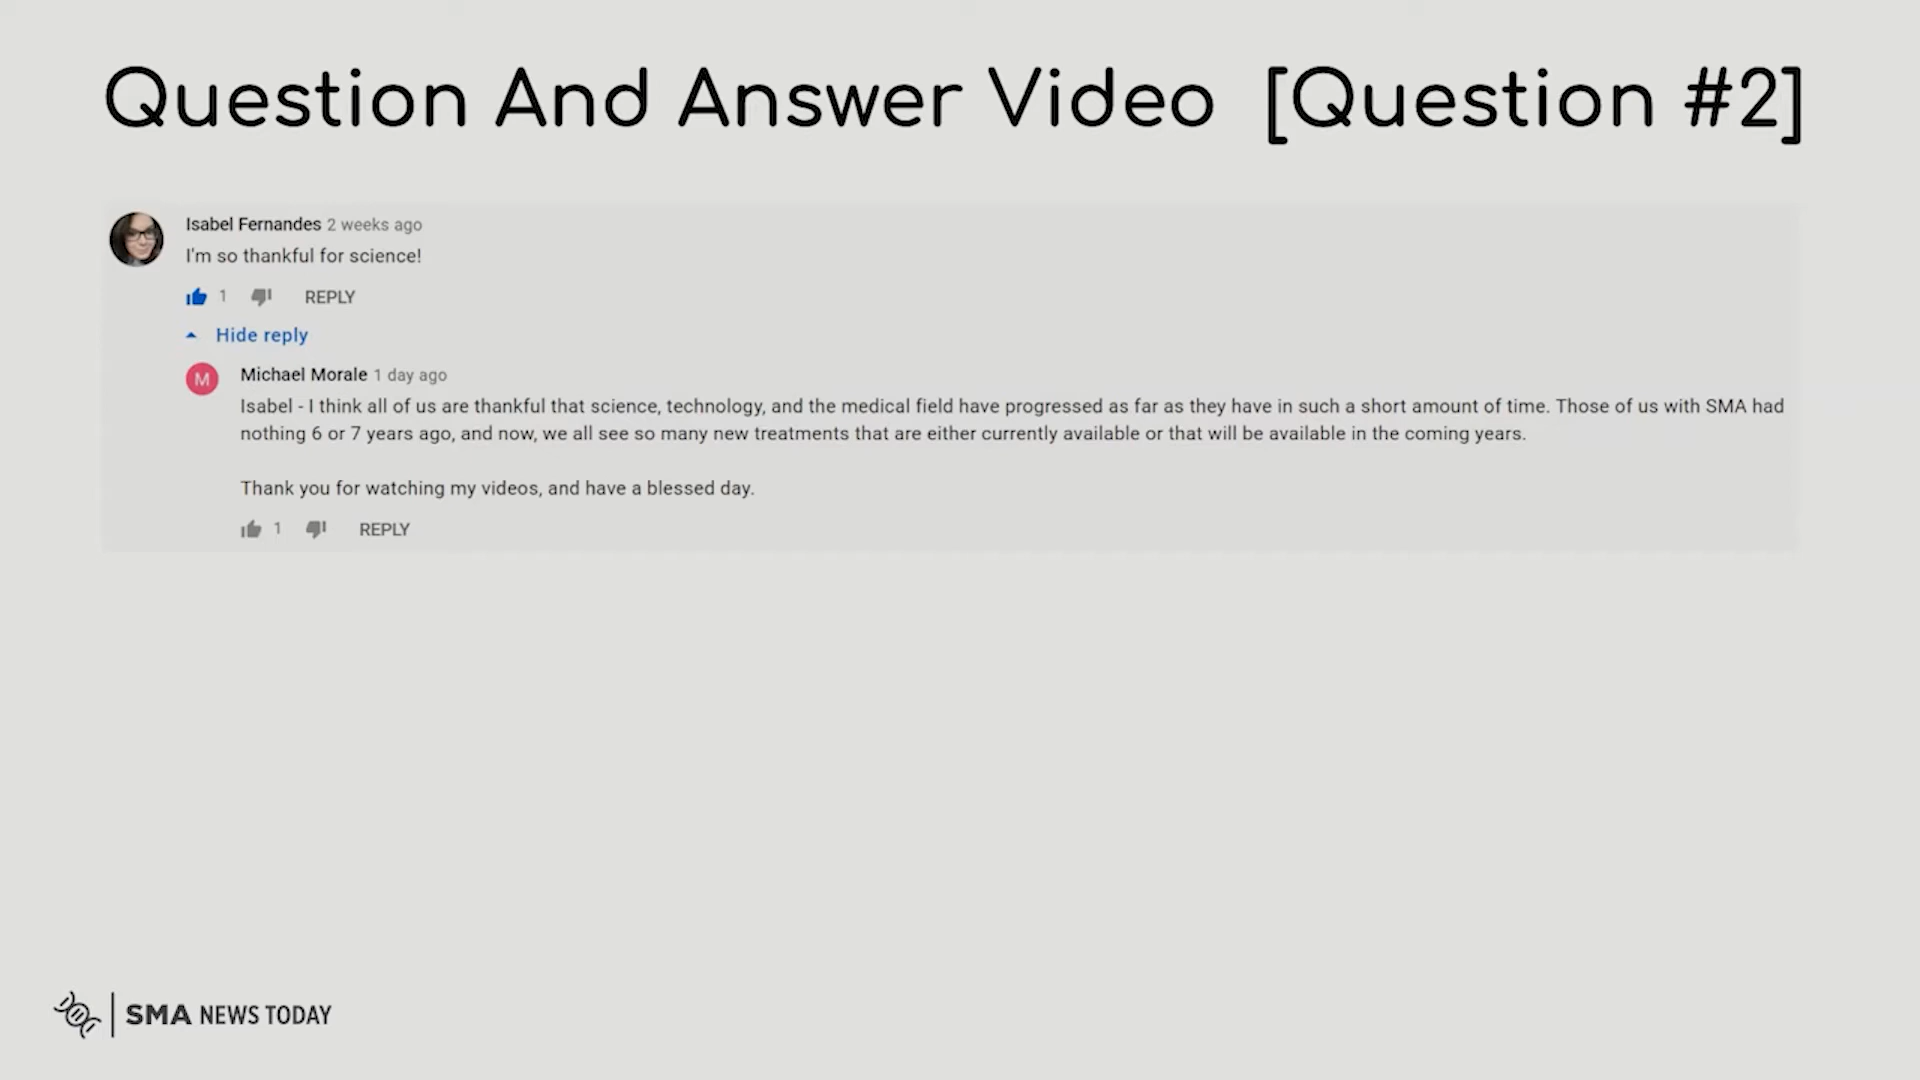 Question And Answer Video [Question #2]
Isabel Fernandes 2 weeks ago
I'm so thankful for science!
1 REPLY
Hide reply
M
Michael Morale 1 day ago
Isabel - I think all of us are thankful that science, technology, and the medical field have progressed as far as they have in such a short amount of time. Those of us with SMA had
nothing 6 or 7 years ago, and now, we all see so many new treatments that are either currently available or that will be available in the coming years.
Thank you for watching my videos, and have a blessed day.
1 REPLY
SMA NEWS TODAY